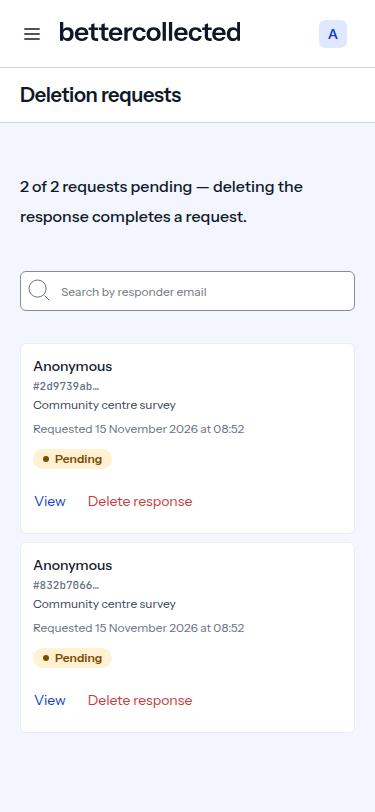 bettercollected
A
Deletion requests
2 of 2 requests pending — deleting the
response completes a request.
Search by responder email
Anonymous
#2d9739ab…
Community centre survey
Requested 15 November 2026 at 08:52
Pending
View Delete response
Anonymous
#832b7066…
Community centre survey
Requested 15 November 2026 at 08:52
Pending
View Delete response